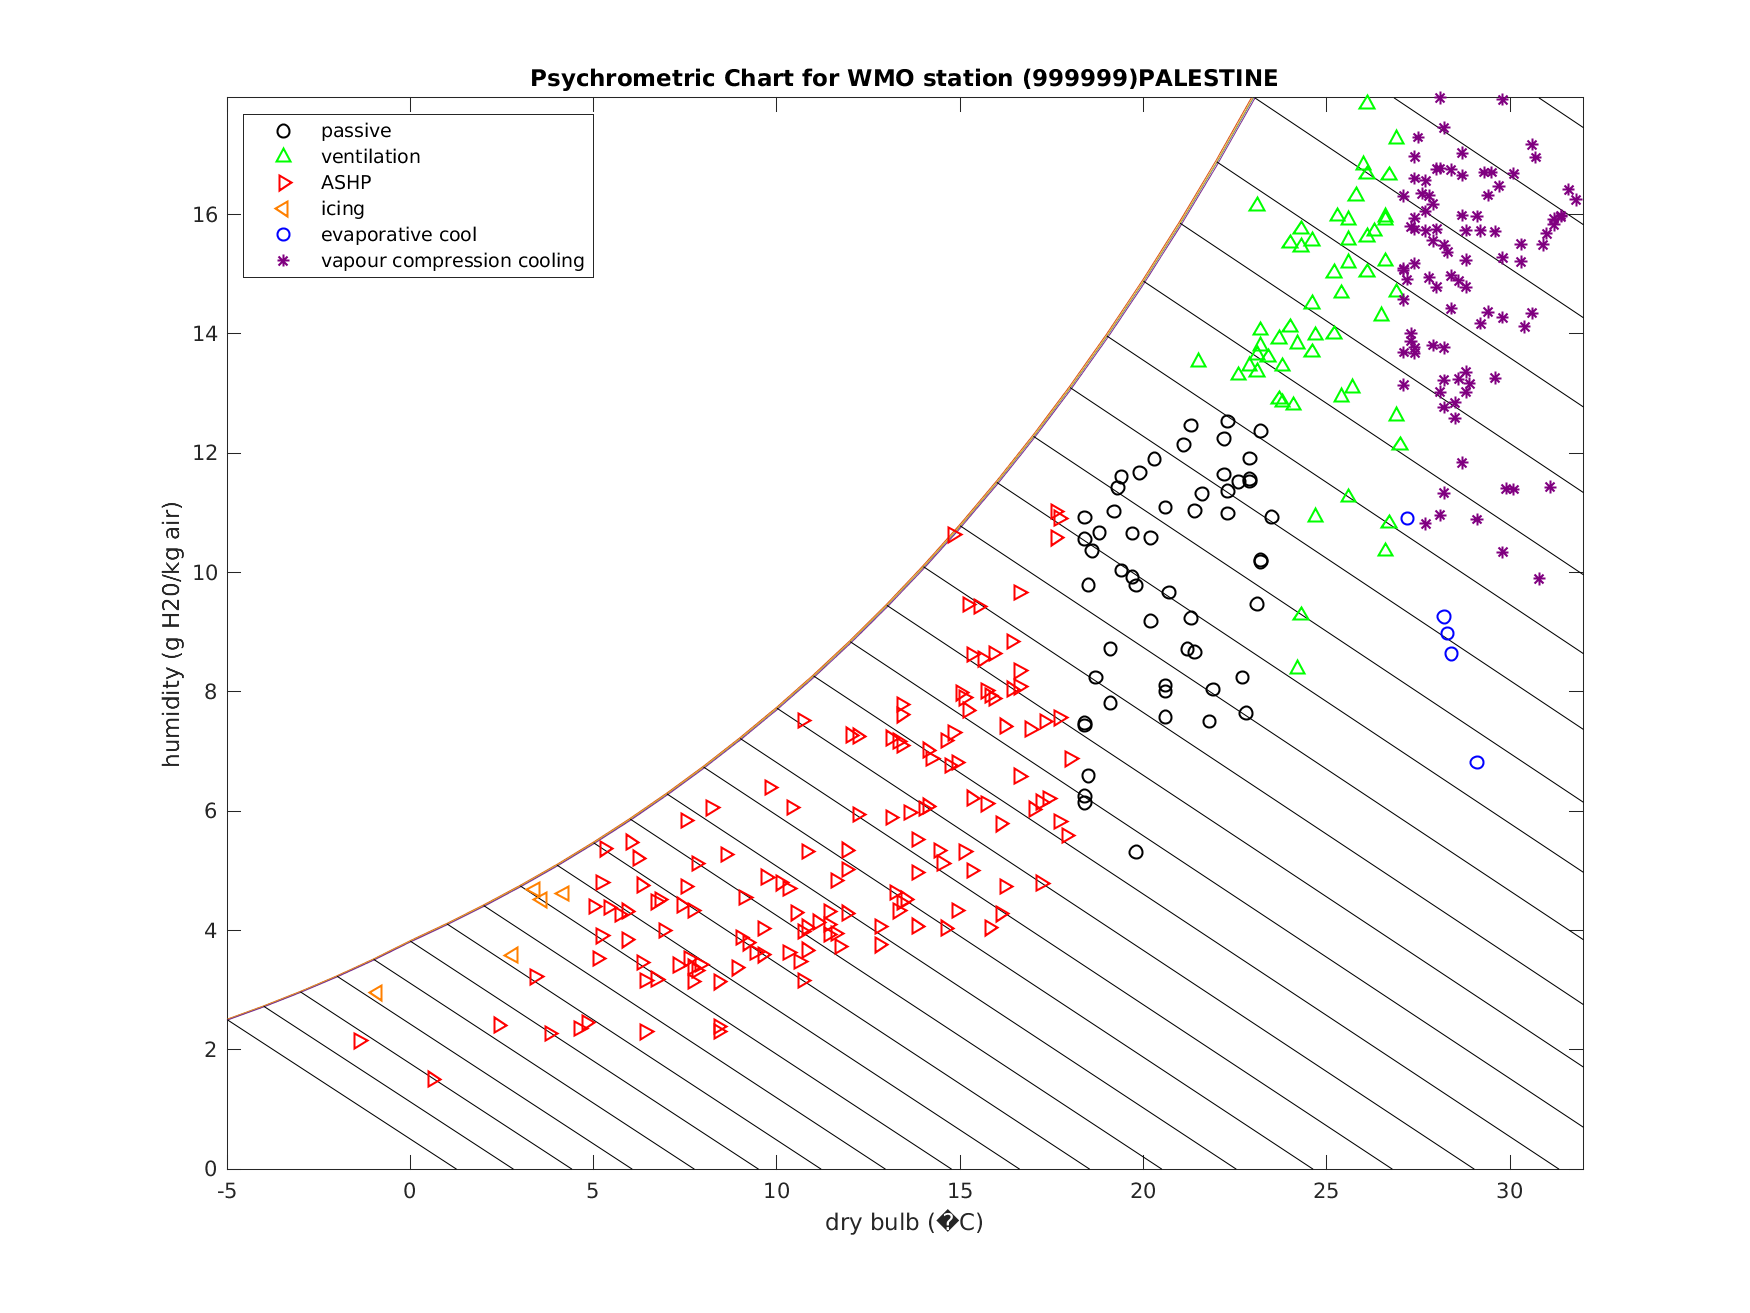 Psychrometric Chart for WMO station (999999)PALESTINE
passive
ventilation
ASHP
icing
evaporative cool
vapour compression cooling
humidity (g H20/kg air)
16
14
12
10
8
6
4
2
0
-5 0 5 10 15 20 25 30
dry bulb (�C)